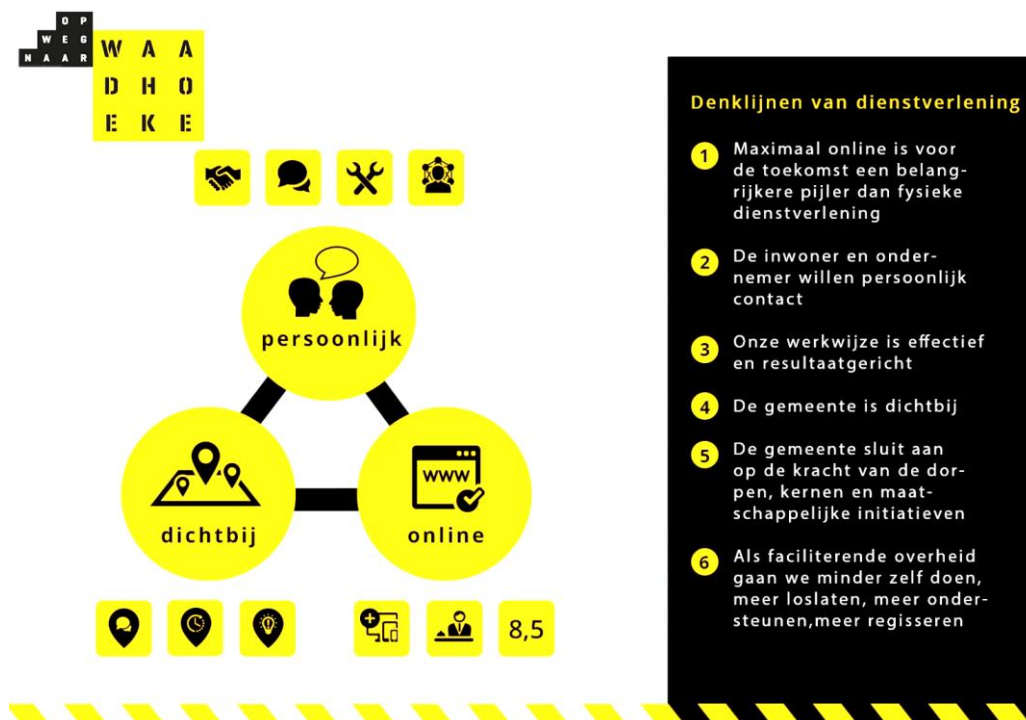 OP
WEG
NAAR
WAA
DHO
EKE
persoonlijk
dichtbij
www
online
8,5
Denklijnen van dienstverlening
1 Maximaal online is voor
de toekomst een belang-
rijkere pijler dan fysieke
dienstverlening
2 De inwoner en onder-
nemer willen persoonlijk
contact
3 Onze werkwijze is effectief
en resultaatgericht
4 De gemeente is dichtbij
5 De gemeente sluit aan
op de kracht van de dor-
pen, kernen en maat-
schappelijke initiatieven
6 Als faciliterende overheid
gaan we minder zelf doen,
meer loslaten, meer onder-
steunen,meer regisseren